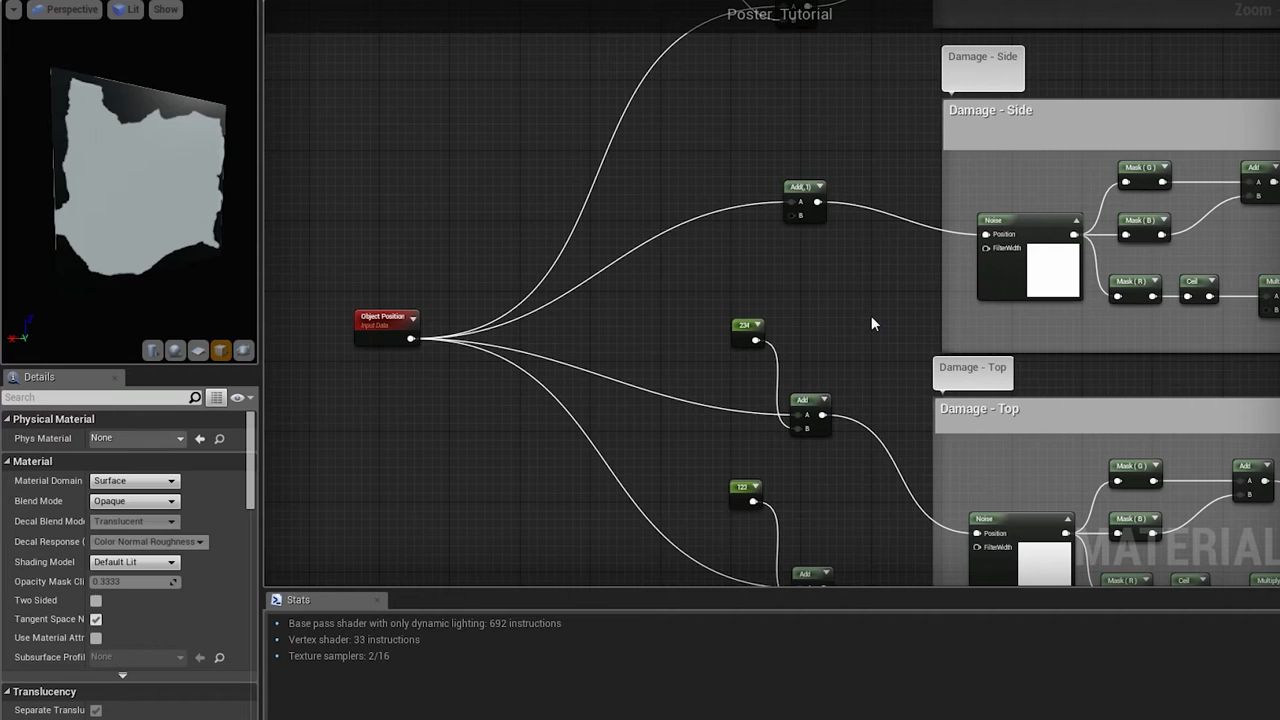 Perspective
Lit
Show
Poster_Tutorial
Zoom -
Damage - Side
Damage - Side
Mask ( G )
Add
A
B
Add(,1)
A
B
Noise
Position
FilterWidth
Mask ( B )
Mask ( R )
Ceil
Mult
A
B
Object Position
Input Data
234
Damage - Top
Add
A
B
Damage - Top
Mask ( G )
Add
A
B
123
Noise
Position
FilterWidth
Mask ( B )
MATERIAL
Add
Mask ( R )
Ceil
Multiply
Details
Search
Physical Material
Phys Material
None
Material
Material Domain
Surface
Blend Mode
Opaque
Decal Blend Mod
Translucent
Decal Response (
Color Normal Roughness
Shading Model
Default Lit
Opacity Mask Cli
0.3333
Two Sided
Tangent Space N
Use Material Attr
Subsurface Profil
None
Translucency
Separate Translu
Stats
Base pass shader with only dynamic lighting: 692 instructions
Vertex shader: 33 instructions
Texture samplers: 2/16